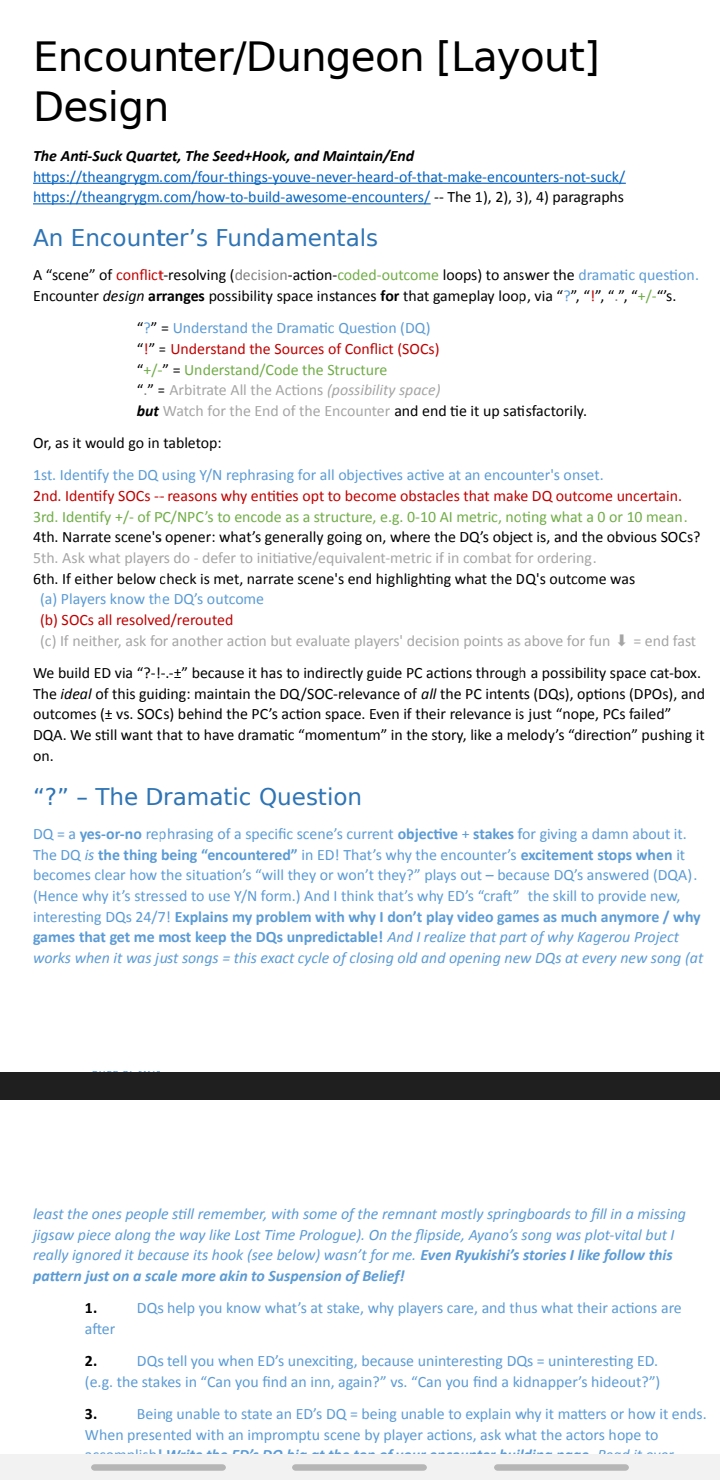 Encounter/Dungeon [Layout]
Design
The Anti-Suck Quartet, The Seed+Hook, and Maintain/End
https://theangrygm.com/four-things-youve-never-heard-of-that-make-encounters-not-suck/
https://theangrygm.com/how-to-build-awesome-encounters/ -- The 1), 2), 3), 4) paragraphs
An Encounter’s Fundamentals
A “scene” of conflict-resolving (decision-action-coded-outcome loops) to answer the dramatic question.
Encounter design arranges possibility space instances for that gameplay loop, via “?”, “!”, “.”, “+/-“’s.
“?” = Understand the Dramatic Question (DQ)
“!” = Understand the Sources of Conflict (SOCs)
“+/-” = Understand/Code the Structure
“.” = Arbitrate All the Actions (possibility space)
but Watch for the End of the Encounter and end tie it up satisfactorily.
Or, as it would go in tabletop:
1st. Identify the DQ using Y/N rephrasing for all objectives active at an encounter's onset.
2nd. Identify SOCs -- reasons why entities opt to become obstacles that make DQ outcome uncertain.
3rd. Identify +/- of PC/NPC’s to encode as a structure, e.g. 0-10 AI metric, noting what a 0 or 10 mean.
4th. Narrate scene's opener: what’s generally going on, where the DQ’s object is, and the obvious SOCs?
5th. Ask what players do - defer to initiative/equivalent-metric if in combat for ordering.
6th. If either below check is met, narrate scene's end highlighting what the DQ's outcome was
(a) Players know the DQ’s outcome
(b) SOCs all resolved/rerouted
(c) If neither, ask for another action but evaluate players' decision points as above for fun ⬇ = end fast
We build ED via “?-!-.-±” because it has to indirectly guide PC actions through a possibility space cat-box.
The ideal of this guiding: maintain the DQ/SOC-relevance of all the PC intents (DQs), options (DPOs), and
outcomes (± vs. SOCs) behind the PC’s action space. Even if their relevance is just “nope, PCs failed”
DQA. We still want that to have dramatic “momentum” in the story, like a melody’s “direction” pushing it
on.
“?” – The Dramatic Question
DQ = a yes-or-no rephrasing of a specific scene’s current objective + stakes for giving a damn about it.
The DQ is the thing being “encountered” in ED! That’s why the encounter’s excitement stops when it
becomes clear how the situation’s “will they or won’t they?” plays out – because DQ’s answered (DQA).
(Hence why it’s stressed to use Y/N form.) And I think that’s why ED’s “craft” the skill to provide new,
interesting DQs 24/7! Explains my problem with why I don’t play video games as much anymore / why
games that get me most keep the DQs unpredictable! And I realize that part of why Kagerou Project
works when it was just songs = this exact cycle of closing old and opening new DQs at every new song (at
least the ones people still remember, with some of the remnant mostly springboards to fill in a missing
jigsaw piece along the way like Lost Time Prologue). On the flipside, Ayano’s song was plot-vital but I
really ignored it because its hook (see below) wasn’t for me. Even Ryukishi’s stories I like follow this
pattern just on a scale more akin to Suspension of Belief!
1. DQs help you know what’s at stake, why players care, and thus what their actions are
after
2. DQs tell you when ED’s unexciting, because uninteresting DQs = uninteresting ED.
(e.g. the stakes in “Can you find an inn, again?” vs. “Can you find a kidnapper’s hideout?”)
3. Being unable to state an ED’s DQ = being unable to explain why it matters or how it ends.
When presented with an impromptu scene by player actions, ask what the actors hope to
accomplish! Write the ED’s DQ big at the top of your encounter building page. Read it over